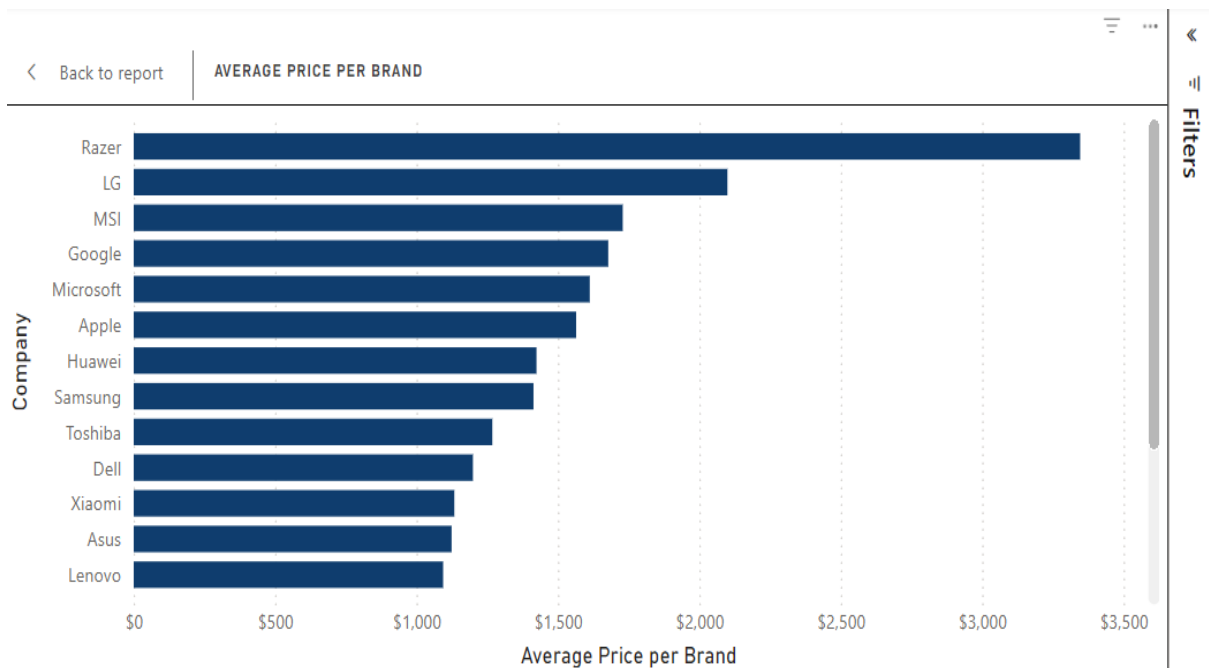 Back to report
AVERAGE PRICE PER BRAND
Filters
Company
Razer
LG
MSI
Google
Microsoft
Apple
Huawei
Samsung
Toshiba
Dell
Xiaomi
Asus
Lenovo
$0 $500 $1,000 $1,500 $2,000 $2,500 $3,000 $3,500
Average Price per Brand